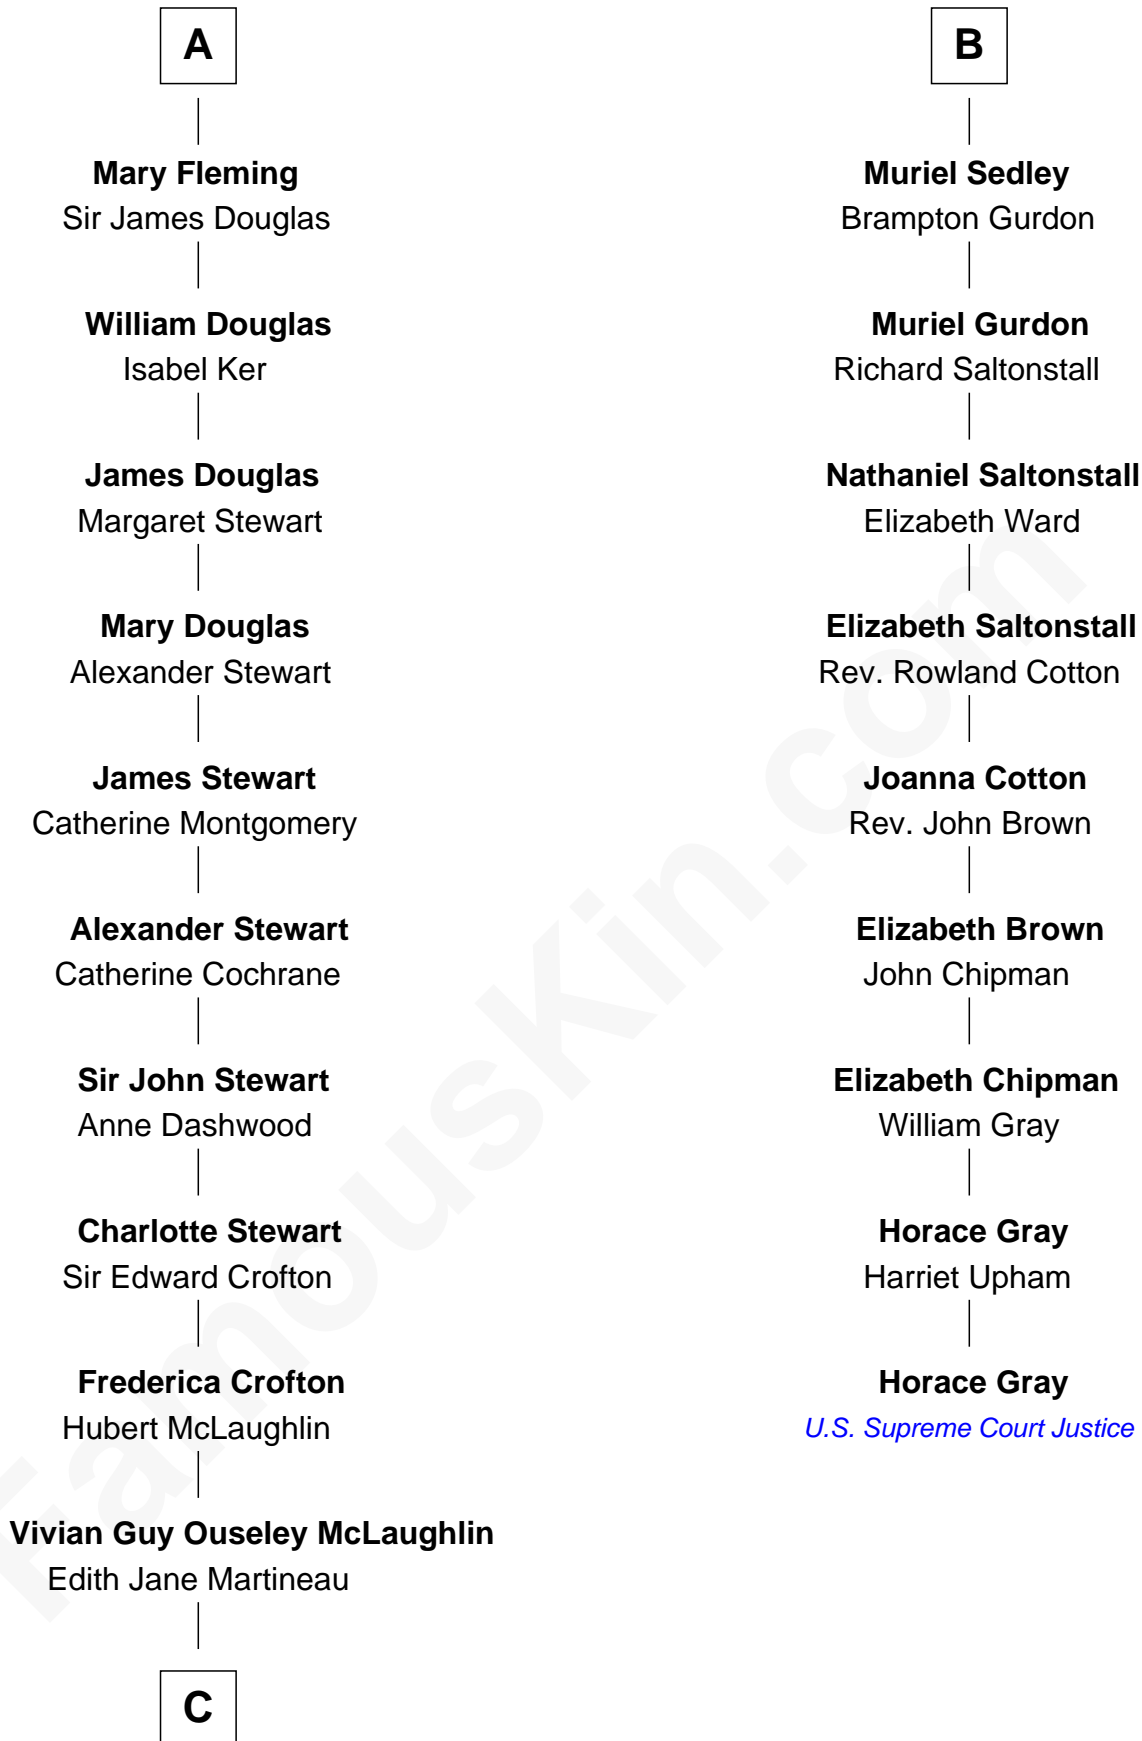 A
Mary Fleming
Sir James Douglas
William Douglas
Isabel Ker
James Douglas
Margaret Stewart
Mary Douglas
Alexander Stewart
James Stewart
Catherine Montgomery
Alexander Stewart
Catherine Cochrane
Sir John Stewart
Anne Dashwood
Charlotte Stewart
Sir Edward Crofton
Frederica Crofton
Hubert McLaughlin
Vivian Guy Ouseley McLaughlin
Edith Jane Martineau
C
B
Muriel Sedley
Brampton Gurdon
Muriel Gurdon
Richard Saltonstall
Nathaniel Saltonstall
Elizabeth Ward
Elizabeth Saltonstall
Rev. Rowland Cotton
Joanna Cotton
Rev. John Brown
Elizabeth Brown
John Chipman
Elizabeth Chipman
William Gray
Horace Gray
Harriet Upham
Horace Gray
U.S. Supreme Court Justice
FamousKin.com